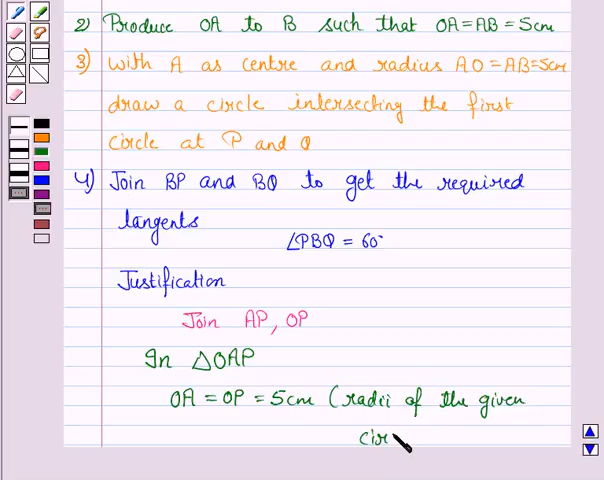 2) Produce OA to B such that OA = AB = 5cm
3) With A as centre and radius AO = AB = 5cm
draw a circle intersecting the first
circle at P and Q
4) Join BP and BQ to get the required
tangents
∠PBQ = 60°
Justification
Join AP, OP
In △OAP
OA = OP = 5cm (radii of the given
cir